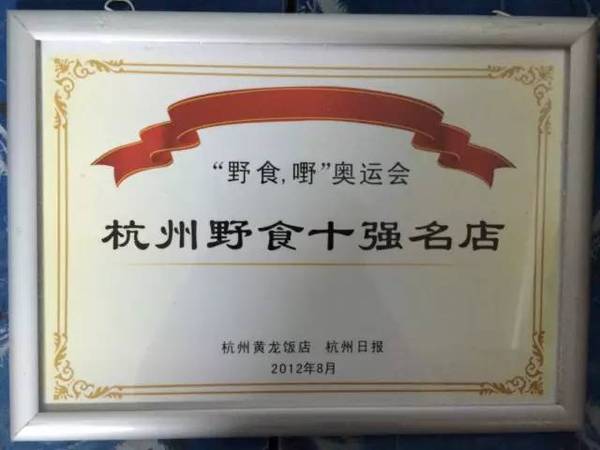 “野食,嘢”奥运会
杭州野食十强名店
杭州黄龙饭店 杭州日报
2012年8月